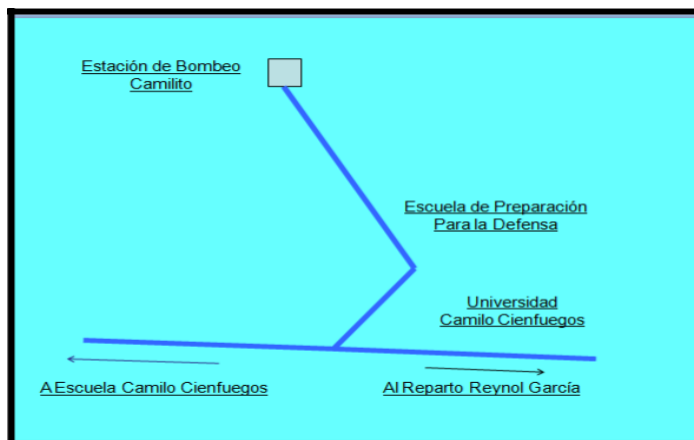 Estación de Bombeo
Camilito
Escuela de Preparación
Para la Defensa
Universidad
Camilo Cienfuegos
A Escuela Camilo Cienfuegos
Al Reparto Reynol García